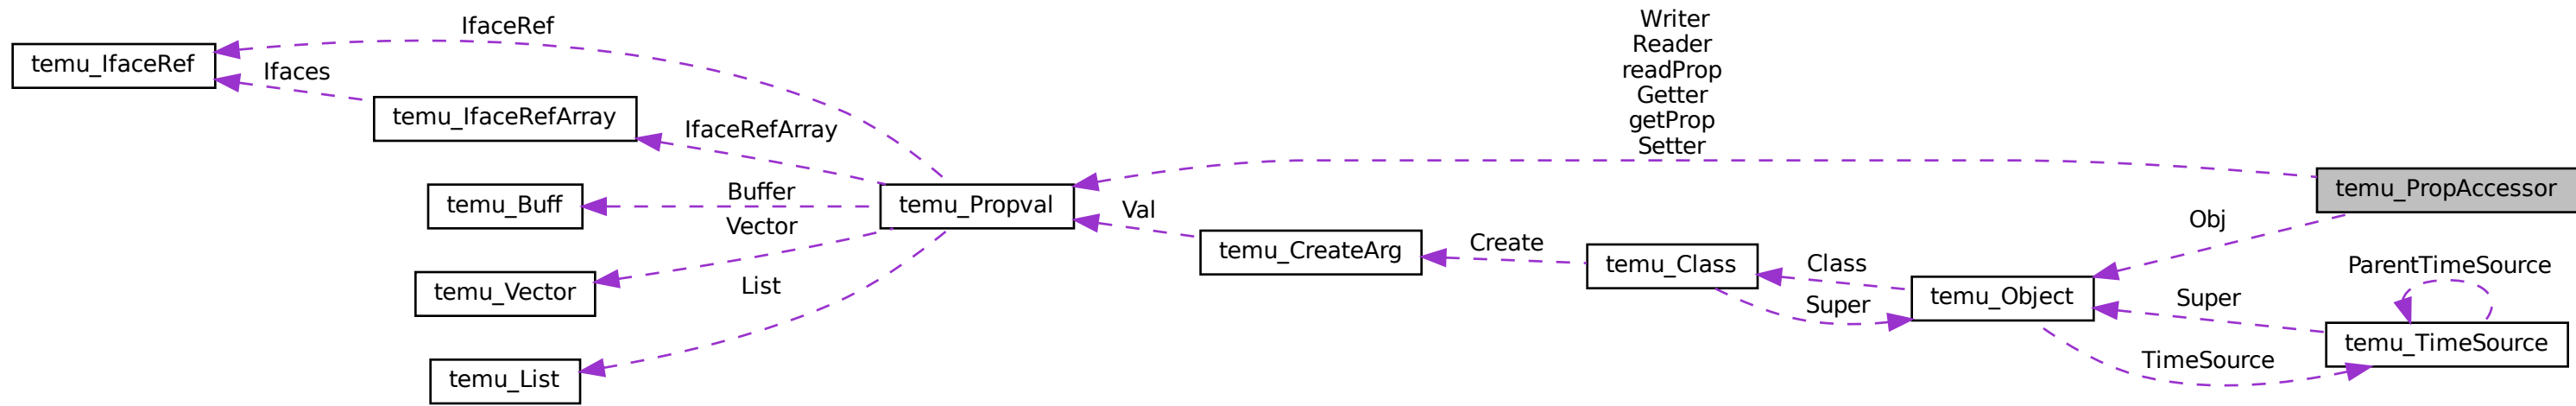 Writer
IfaceRef
Reader
temu_IfaceRef
Ifaces
readProp
Getter
temu_IfaceRefArray
getProp
IfaceRefArray
Setter
temu_PropAccessor
Buffer
temu_Buff
temu_Propval
Val
Obj
Vector
temu_CreateArg
Create
temu_Class
Class
ParentTimeSource
List
temu_Vector
temu_Object
Super
Super
temu_TimeSource
TimeSource
temu_List